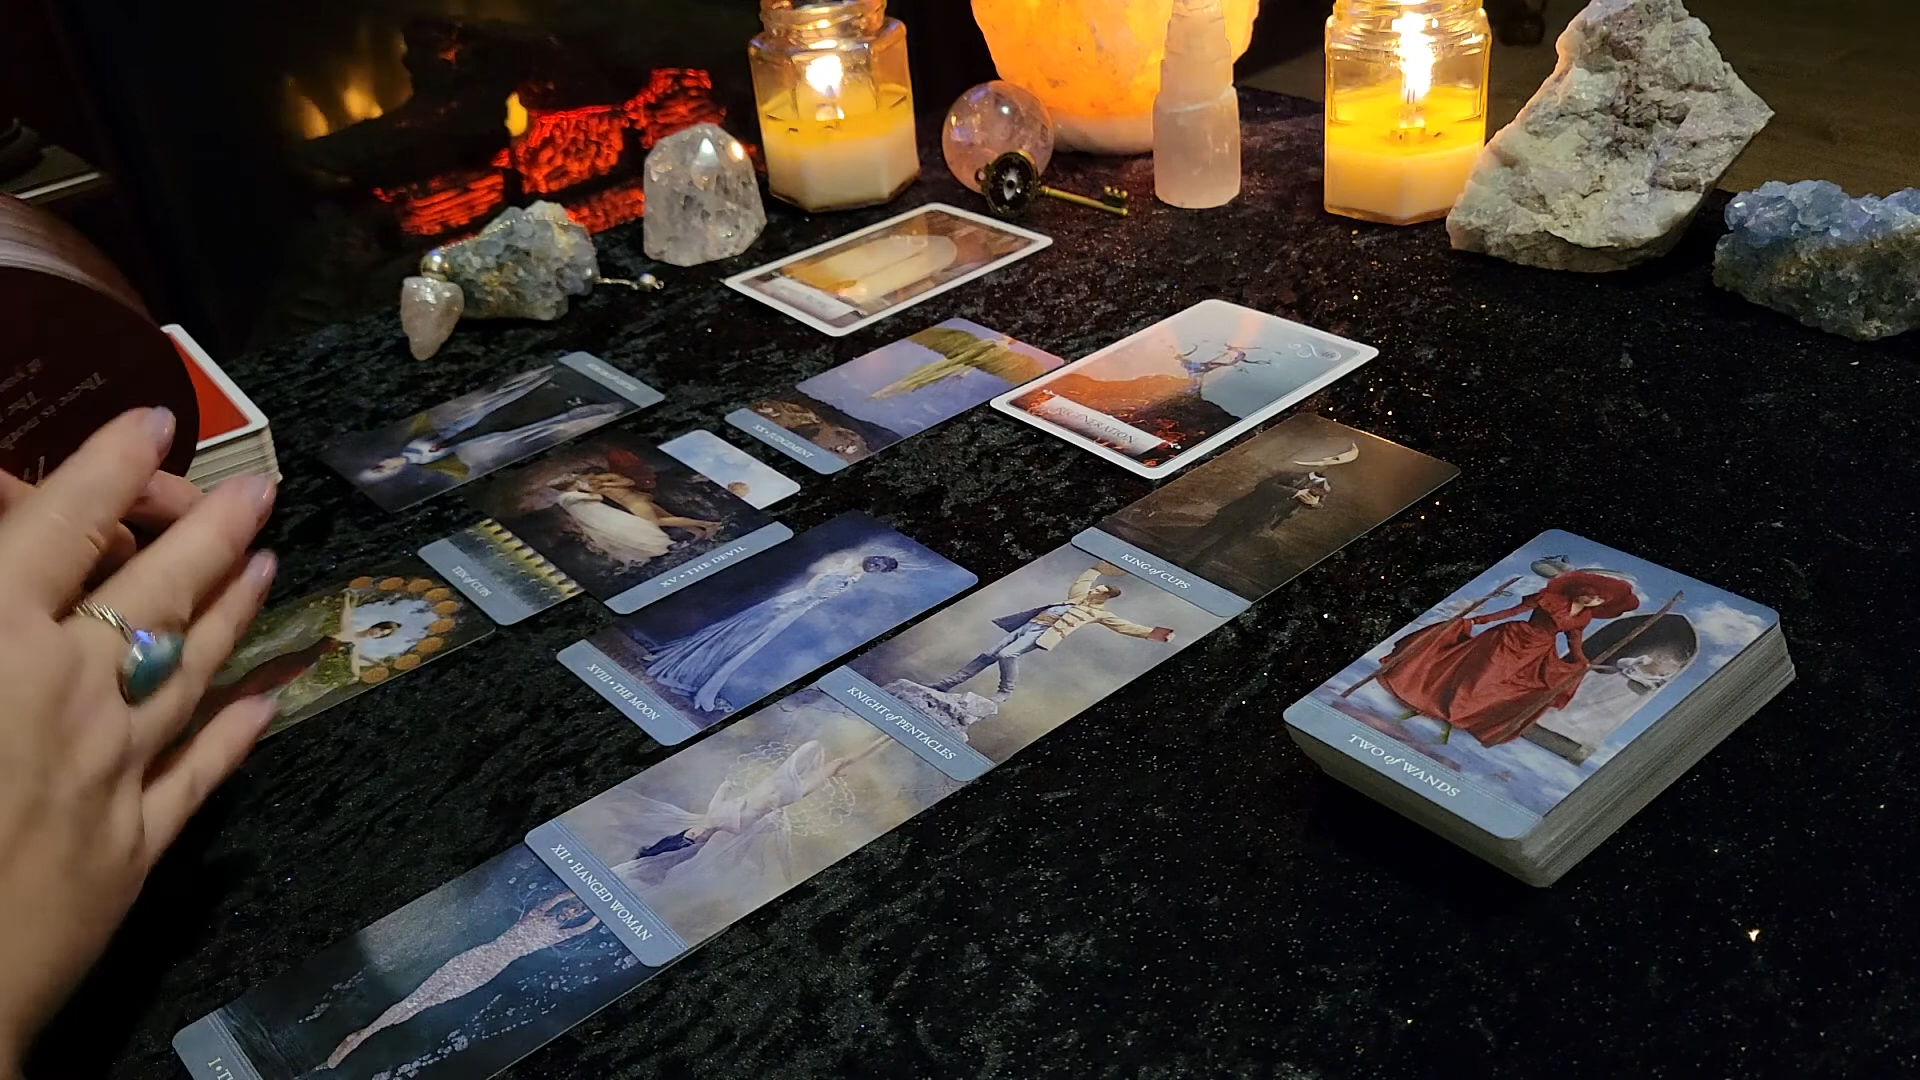 XX • JUDGEMENT
REGENERATION
KING of CUPS
TEN of CUPS
XV • THE DEVIL
XVIII • THE MOON
KNIGHT of PENTACLES
TWO of WANDS
XII • HANGED WOMAN
I • T